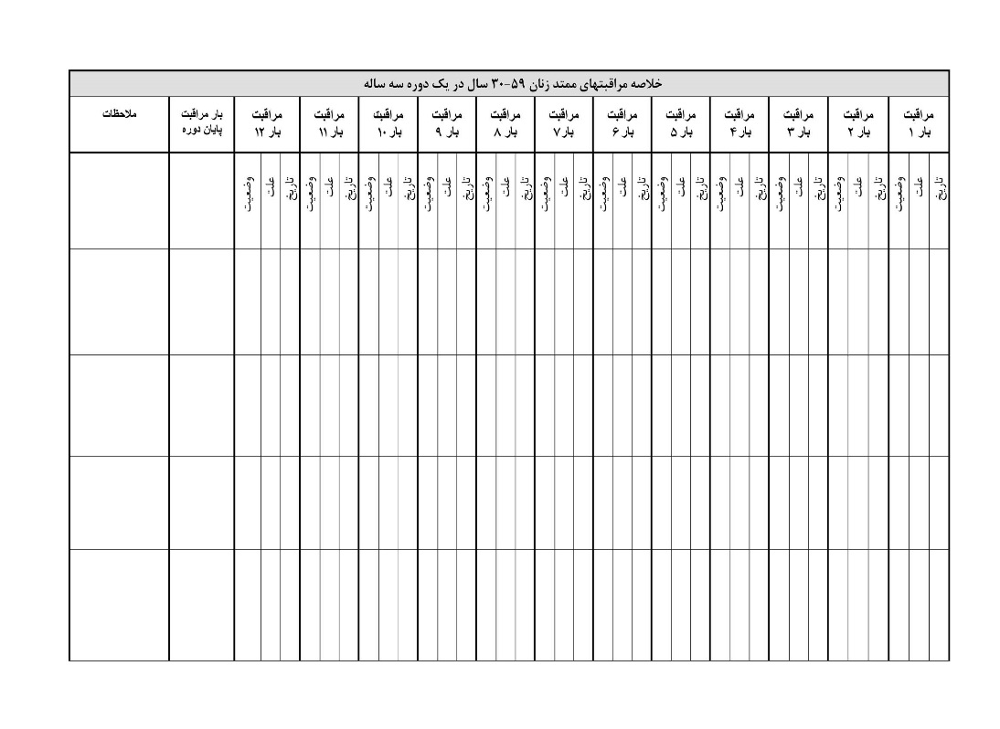 خلاصه مراقبتهای ممتد زنان ۵۹-۳۰ سال در یک دوره سه ساله
مراقبت
بار ۱
مراقبت
بار ۲
مراقبت
بار ۳
مراقبت
بار ۴
مراقبت
بار ۵
مراقبت
بار ۶
مراقبت
بار ۷
مراقبت
بار ۸
مراقبت
بار ۹
مراقبت
بار ۱۰
مراقبت
بار ۱۱
مراقبت
بار ۱۲
بار مراقبت
پایان دوره
ملاحظات
تاریخ
علت
وضعیت
تاریخ
علت
وضعیت
تاریخ
علت
وضعیت
تاریخ
علت
وضعیت
تاریخ
علت
وضعیت
تاریخ
علت
وضعیت
تاریخ
علت
وضعیت
تاریخ
علت
وضعیت
تاریخ
علت
وضعیت
تاریخ
علت
وضعیت
تاریخ
علت
وضعیت
تاریخ
علت
وضعیت